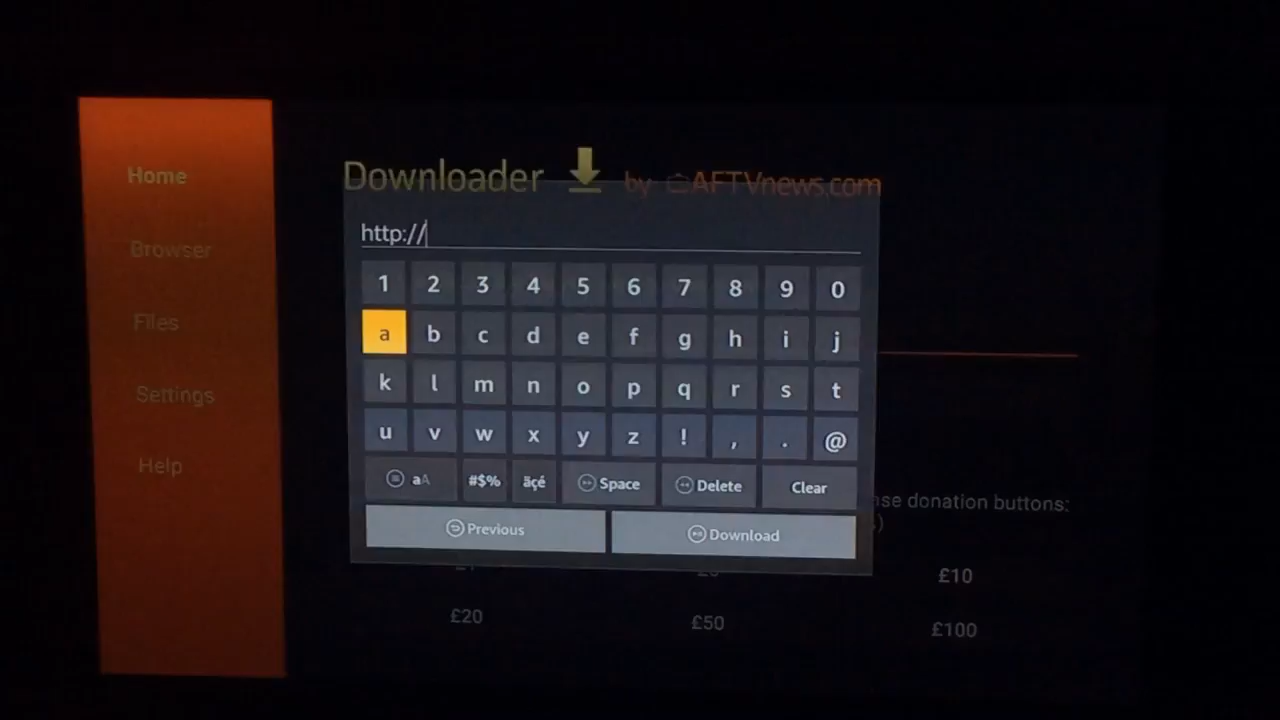 Home
Browser
Files
Settings
Help
Downloader by AFTVnews.com
http://
1 2 3 4 5 6 7 8 9 0
a b c d e f g h i j
k l m n o p q r s t
u v w x y z ! , . @
aA #$% äçé Space Delete Clear
Previous Download
nse donation buttons:
£10
£20 £50 £100